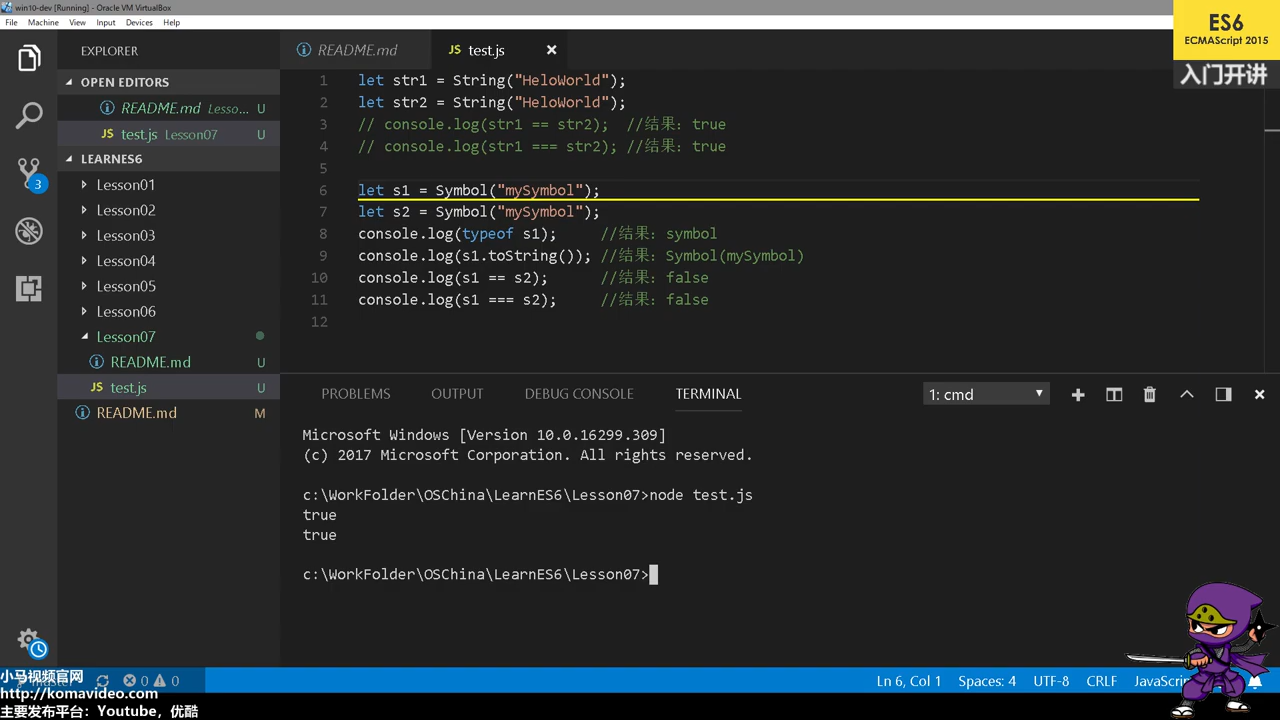 win10-dev [Running] - Oracle VM VirtualBox
File Machine View Input Devices Help
ES6
ECMAScript 2015
入门开讲
EXPLORER
README.md
JS test.js
OPEN EDITORS
README.md Lesso... U
JS test.js Lesson07 U
LEARNES6
Lesson01
Lesson02
Lesson03
Lesson04
Lesson05
Lesson06
Lesson07
README.md U
JS test.js U
README.md M
3
1 let str1 = String("HeloWorld");
2 let str2 = String("HeloWorld");
3 // console.log(str1 == str2); //结果: true
4 // console.log(str1 === str2); //结果: true
5
6 let s1 = Symbol("mySymbol");
7 let s2 = Symbol("mySymbol");
8 console.log(typeof s1); //结果: symbol
9 console.log(s1.toString()); //结果: Symbol(mySymbol)
10 console.log(s1 == s2); //结果: false
11 console.log(s1 === s2); //结果: false
12
PROBLEMS OUTPUT DEBUG CONSOLE TERMINAL 1: cmd
Microsoft Windows [Version 10.0.16299.309]
(c) 2017 Microsoft Corporation. All rights reserved.
c:\WorkFolder\OSChina\LearnES6\Lesson07>node test.js
true
true
c:\WorkFolder\OSChina\LearnES6\Lesson07>
小马视频官网
http://komavideo.com
主要发布平台: Youtube, 优酷
0 0
Ln 6, Col 1 Spaces: 4 UTF-8 CRLF JavaScri